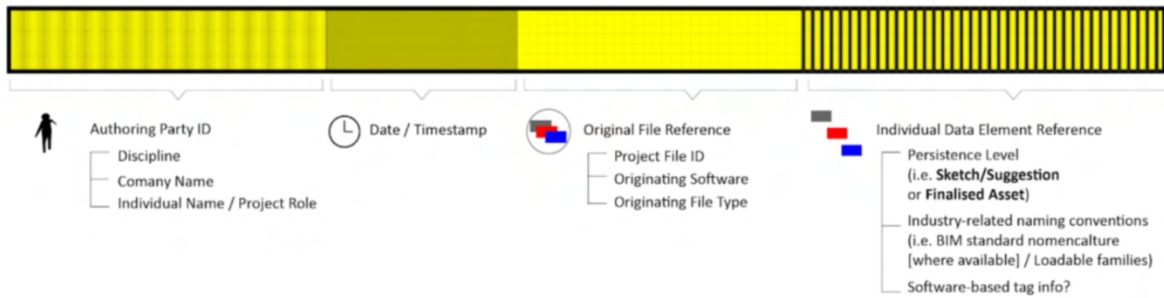 Authoring Party ID
Discipline
Comany Name
Individual Name / Project Role
Date / Timestamp
Original File Reference
Project File ID
Originating Software
Originating File Type
Individual Data Element Reference
Persistence Level
(i.e. Sketch/Suggestion
or Finalised Asset)
Industry-related naming conventions
(i.e. BIM standard nomencalture
[where available] / Loadable families)
Software-based tag info?